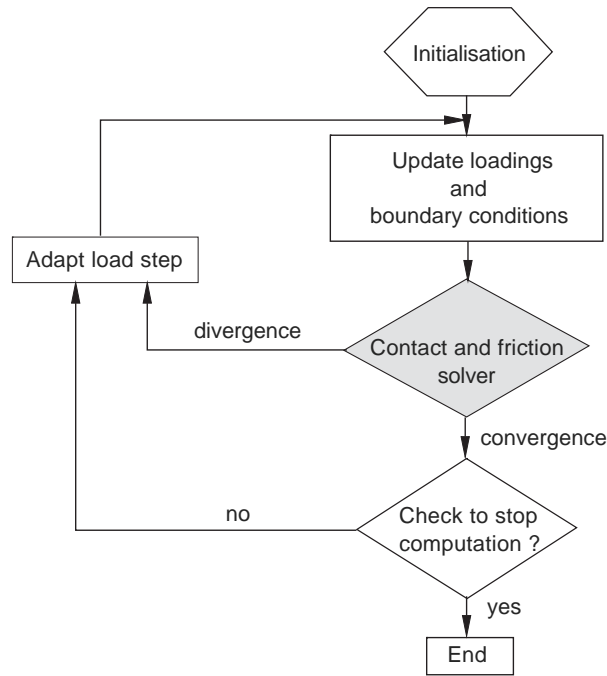 Initialisation
Update loadings
and
boundary conditions
Adapt load step
divergence
Contact and friction
solver
convergence
no
Check to stop
computation ?
yes
End